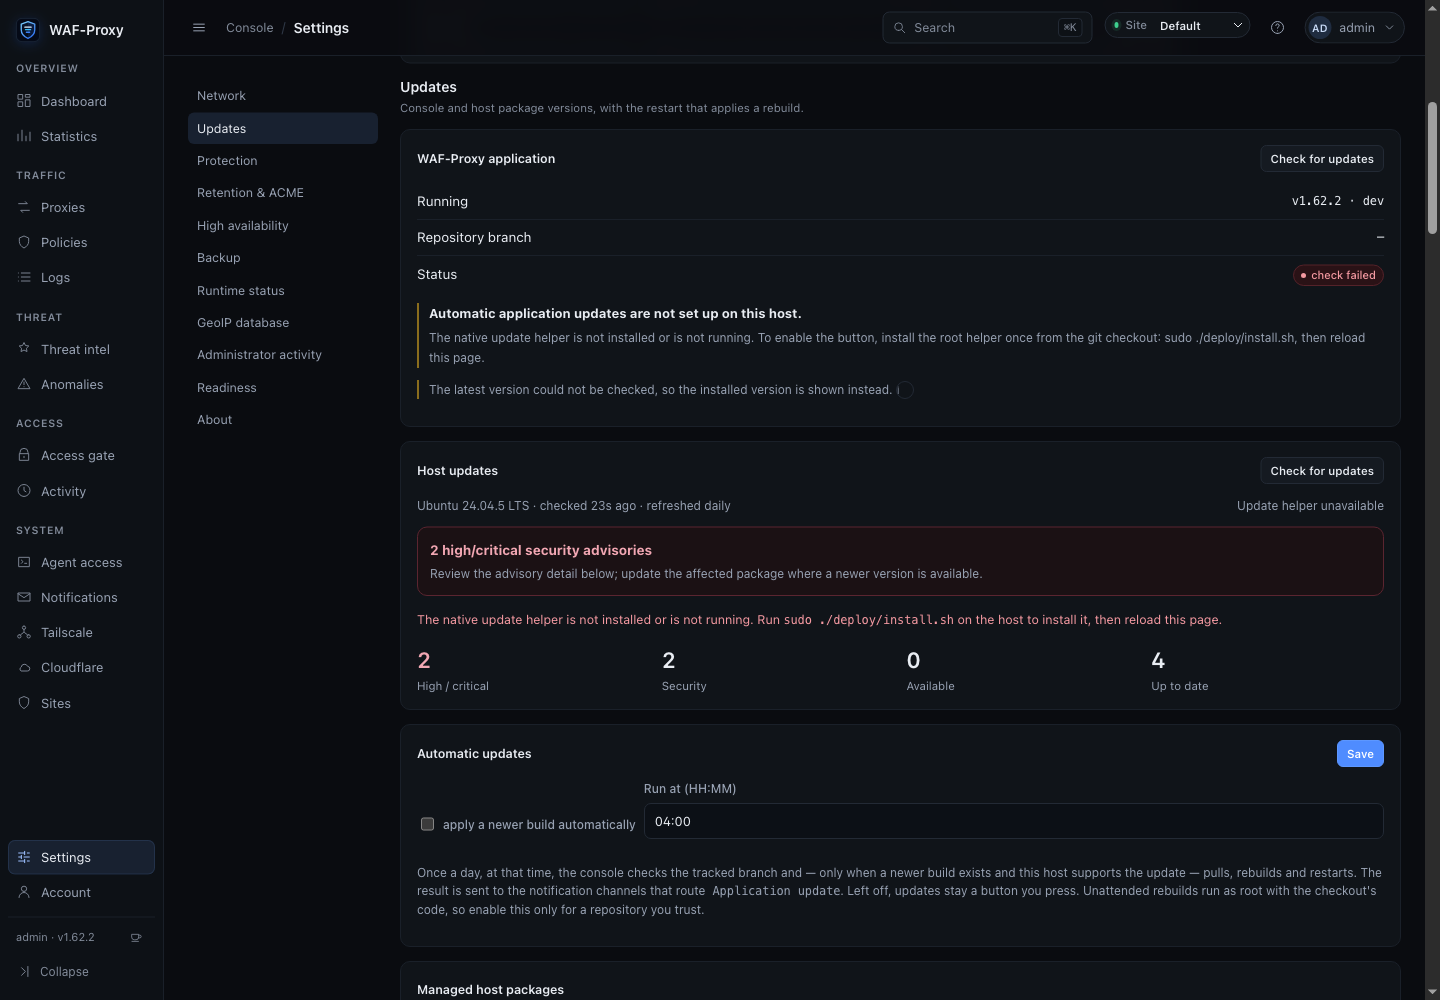 WAF-Proxy
Console / Settings
Search
⌘K
Site
Default
AD
admin
OVERVIEW
Dashboard
Statistics
TRAFFIC
Proxies
Policies
Logs
THREAT
Threat intel
Anomalies
ACCESS
Access gate
Activity
SYSTEM
Agent access
Notifications
Tailscale
Cloudflare
Sites
Settings
Account
admin · v1.62.2
Collapse
Network
Updates
Protection
Retention & ACME
High availability
Backup
Runtime status
GeoIP database
Administrator activity
Readiness
About
Updates
Console and host package versions, with the restart that applies a rebuild.
WAF-Proxy application
Check for updates
Running
v1.62.2 · dev
Repository branch
—
Status
check failed
Automatic application updates are not set up on this host.
The native update helper is not installed or is not running. To enable the button, install the root helper once from the git checkout: sudo ./deploy/install.sh, then reload
this page.
The latest version could not be checked, so the installed version is shown instead.
Host updates
Check for updates
Ubuntu 24.04.5 LTS · checked 23s ago · refreshed daily
Update helper unavailable
2 high/critical security advisories
Review the advisory detail below; update the affected package where a newer version is available.
The native update helper is not installed or is not running. Run sudo ./deploy/install.sh on the host to install it, then reload this page.
2
High / critical
2
Security
0
Available
4
Up to date
Automatic updates
Save
Run at (HH:MM)
apply a newer build automatically
04:00
Once a day, at that time, the console checks the tracked branch and — only when a newer build exists and this host supports the update — pulls, rebuilds and restarts. The
result is sent to the notification channels that route Application update. Left off, updates stay a button you press. Unattended rebuilds run as root with the checkout's
code, so enable this only for a repository you trust.
Managed host packages